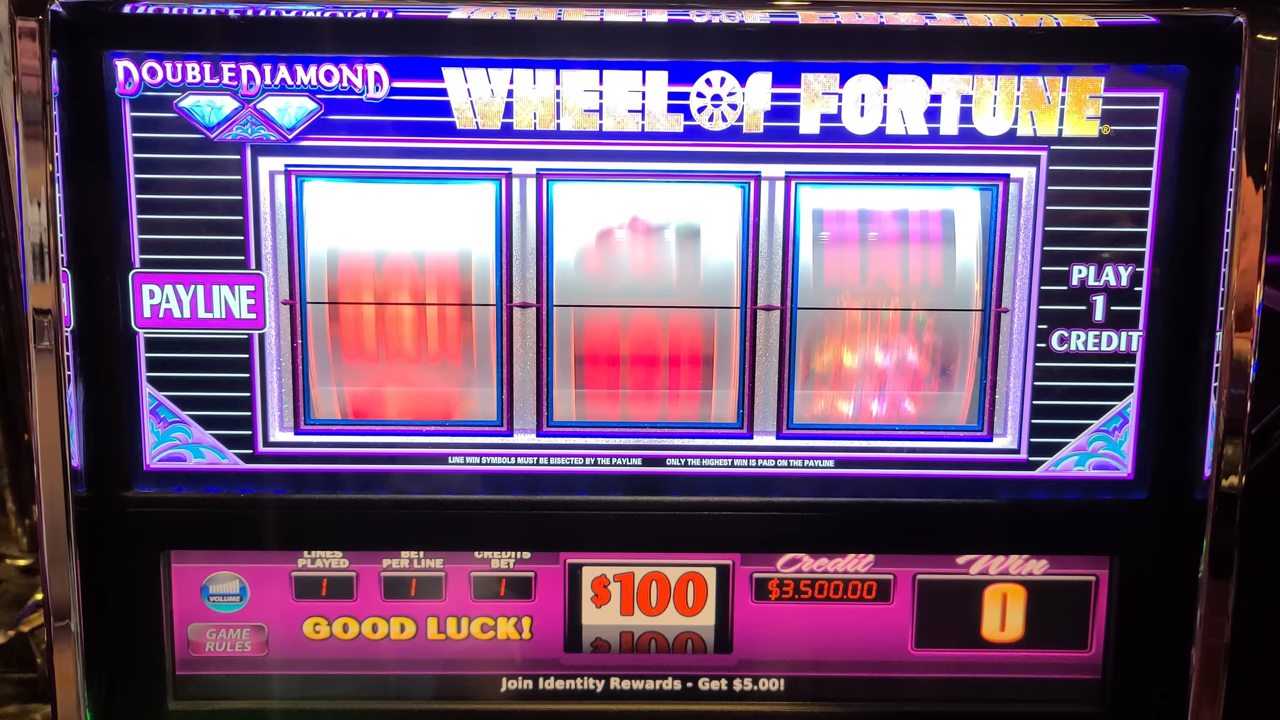 DOUBLE DIAMOND
WHEEL OF FORTUNE®
PAYLINE
PLAY
1
CREDIT
LINE WIN SYMBOLS MUST BE BISECTED BY THE PAYLINE ONLY THE HIGHEST WIN IS PAID ON THE PAYLINE
LINES PLAYED
BET PER LINE
CREDITS BET
Credit
Win
1
1
1
$100
$3,500.00
0
VOLUME
GOOD LUCK!
GAME RULES
Join Identity Rewards - Get $5.00!